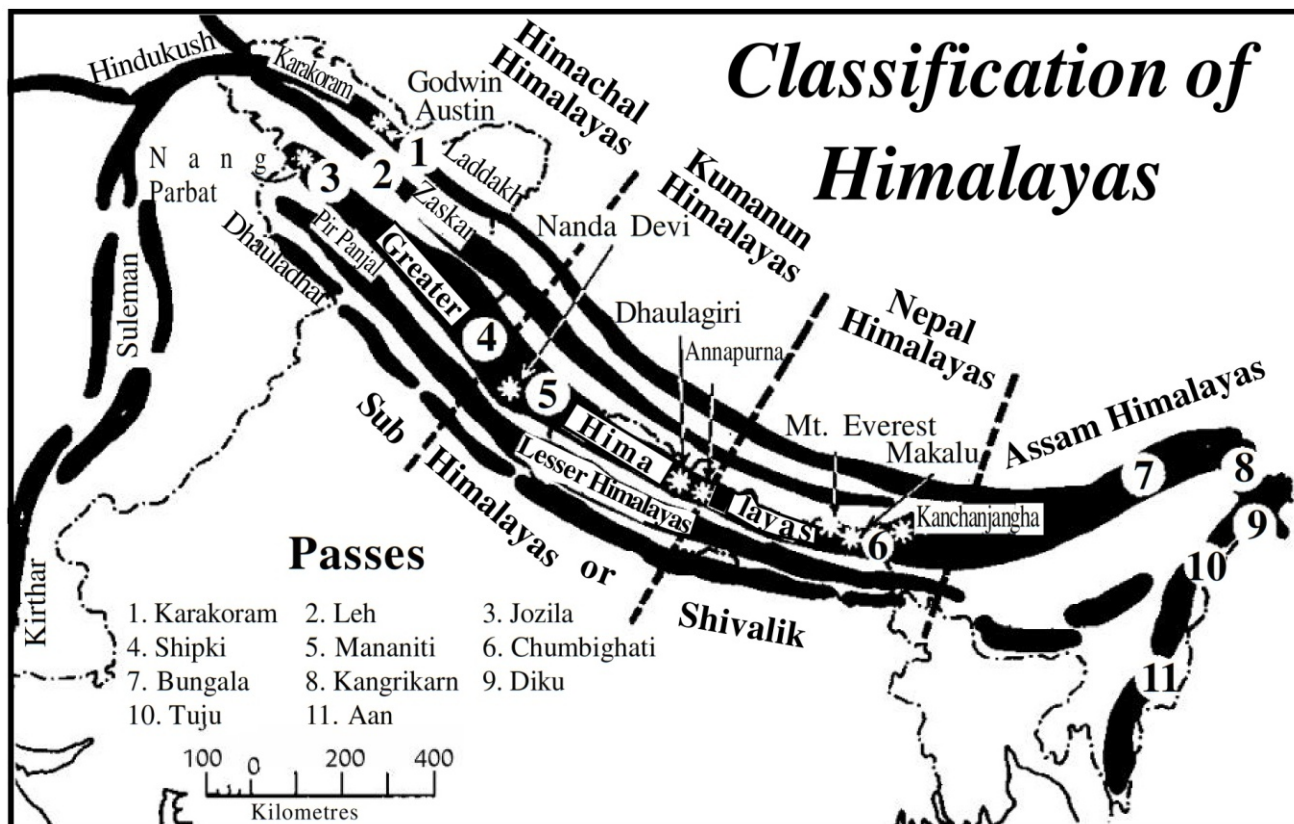 Classification of
Himalayas
Hindukush
Karakoram
Godwin
Austin
Himachal
Himalayas
Nang
Parbat
1
2
3
Laddakh
Zaskar
Kumanun
Himalayas
Nanda Devi
Pir Panjal
Dhauladhar
Greater
Suleman
4
Dhaulagiri
Annapurna
Nepal
Himalayas
5
Mt. Everest
Makalu
Assam Himalayas
Sub Himalayas or Shivalik
Hima
layas
Lesser Himalayas
Kanchanjangha
6
7
8
9
10
11
Kirthar
Passes
1. Karakoram 2. Leh 3. Jozila
4. Shipki 5. Mananiti 6. Chumbighati
7. Bungala 8. Kangrikarn 9. Diku
10. Tuju 11. Aan
100 0 200 400
Kilometres